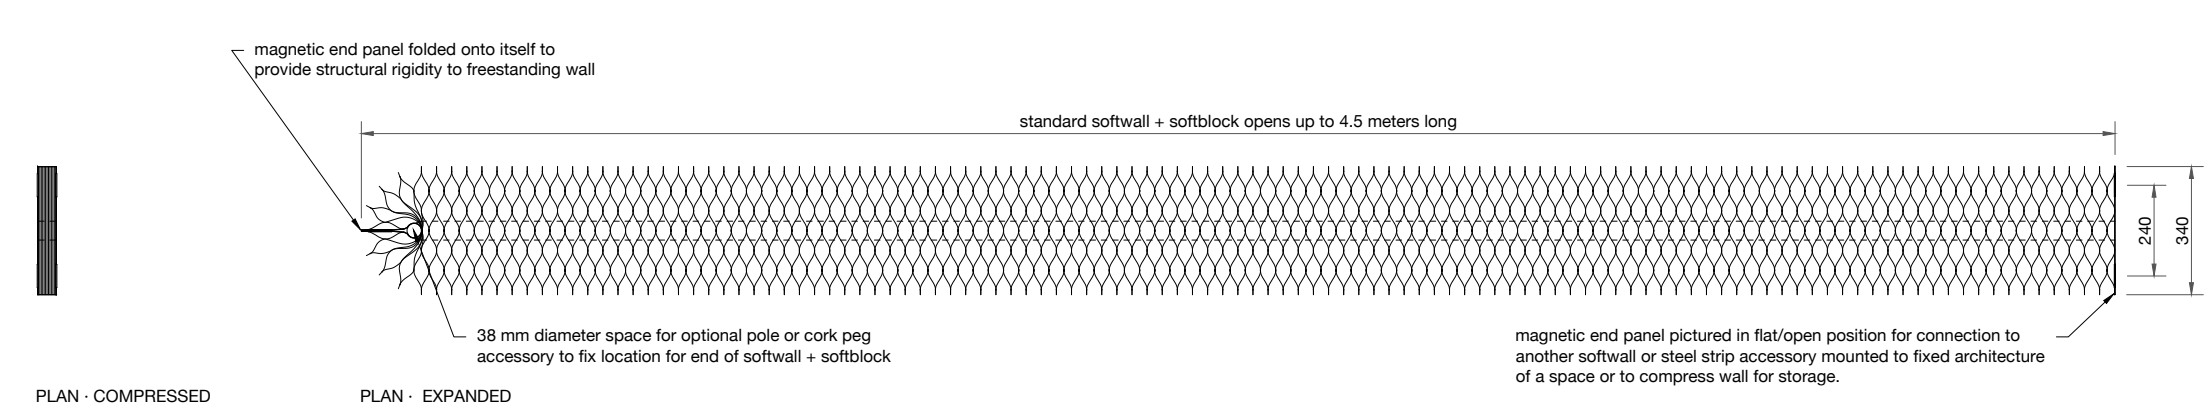 magnetic end panel folded onto itself to
provide structural rigidity to freestanding wall
standard softwall + softblock opens up to 4.5 meters long
240
340
38 mm diameter space for optional pole or cork peg
accessory to fix location for end of softwall + softblock
magnetic end panel pictured in flat/open position for connection to
another softwall or steel strip accessory mounted to fixed architecture
of a space or to compress wall for storage.
PLAN · COMPRESSED
PLAN · EXPANDED